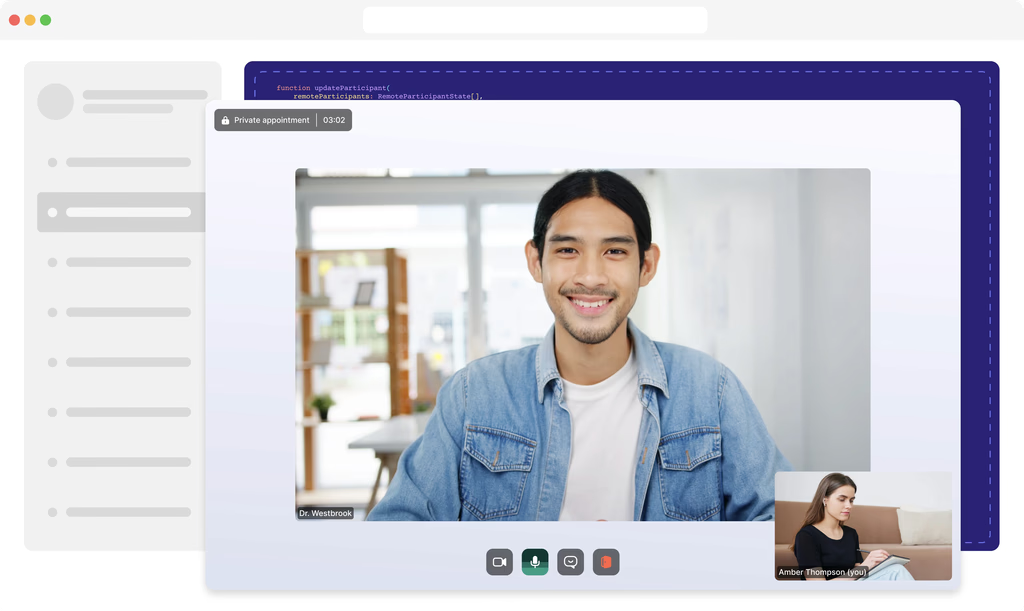 function updateParticipant(
remoteParticipants: RemoteParticipantState[],
Private appointment | 03:02
Dr. Westbrook
Amber Thompson (you)